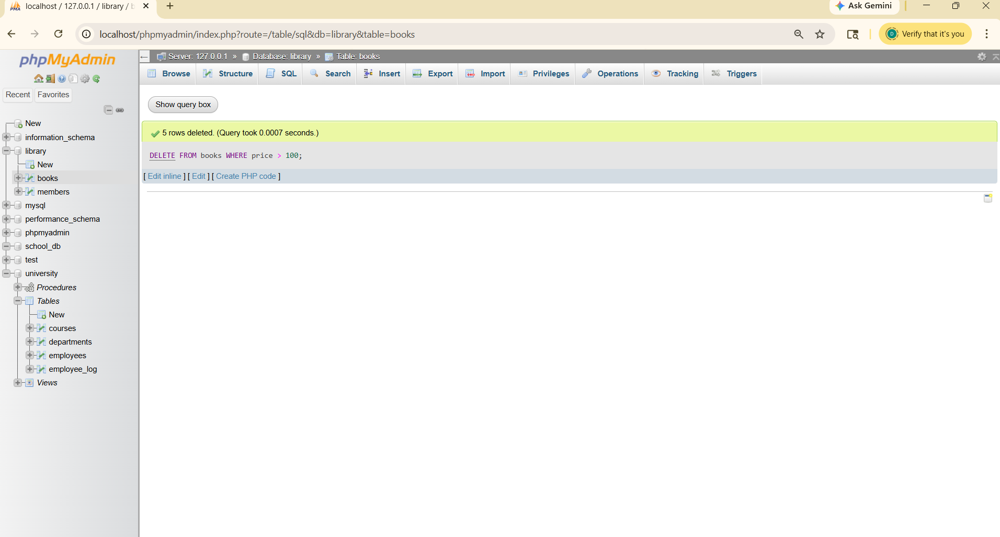 localhost / 127.0.0.1 / library / b
Ask Gemini
localhost/phpmyadmin/index.php?route=/table/sql&db=library&table=books
D Verify that it's you
phpMyAdmin
Recent Favorites
New
information_schema
library
New
books
members
mysql
performance_schema
phpmyadmin
school_db
test
university
Procedures
Tables
New
courses
departments
employees
employee_log
Views
Server: 127.0.0.1 » Database: library » Table: books
Browse Structure SQL Search Insert Export Import Privileges Operations Tracking Triggers
Show query box
5 rows deleted. (Query took 0.0007 seconds.)
DELETE FROM books WHERE price > 100;
[ Edit inline ] [ Edit ] [ Create PHP code ]